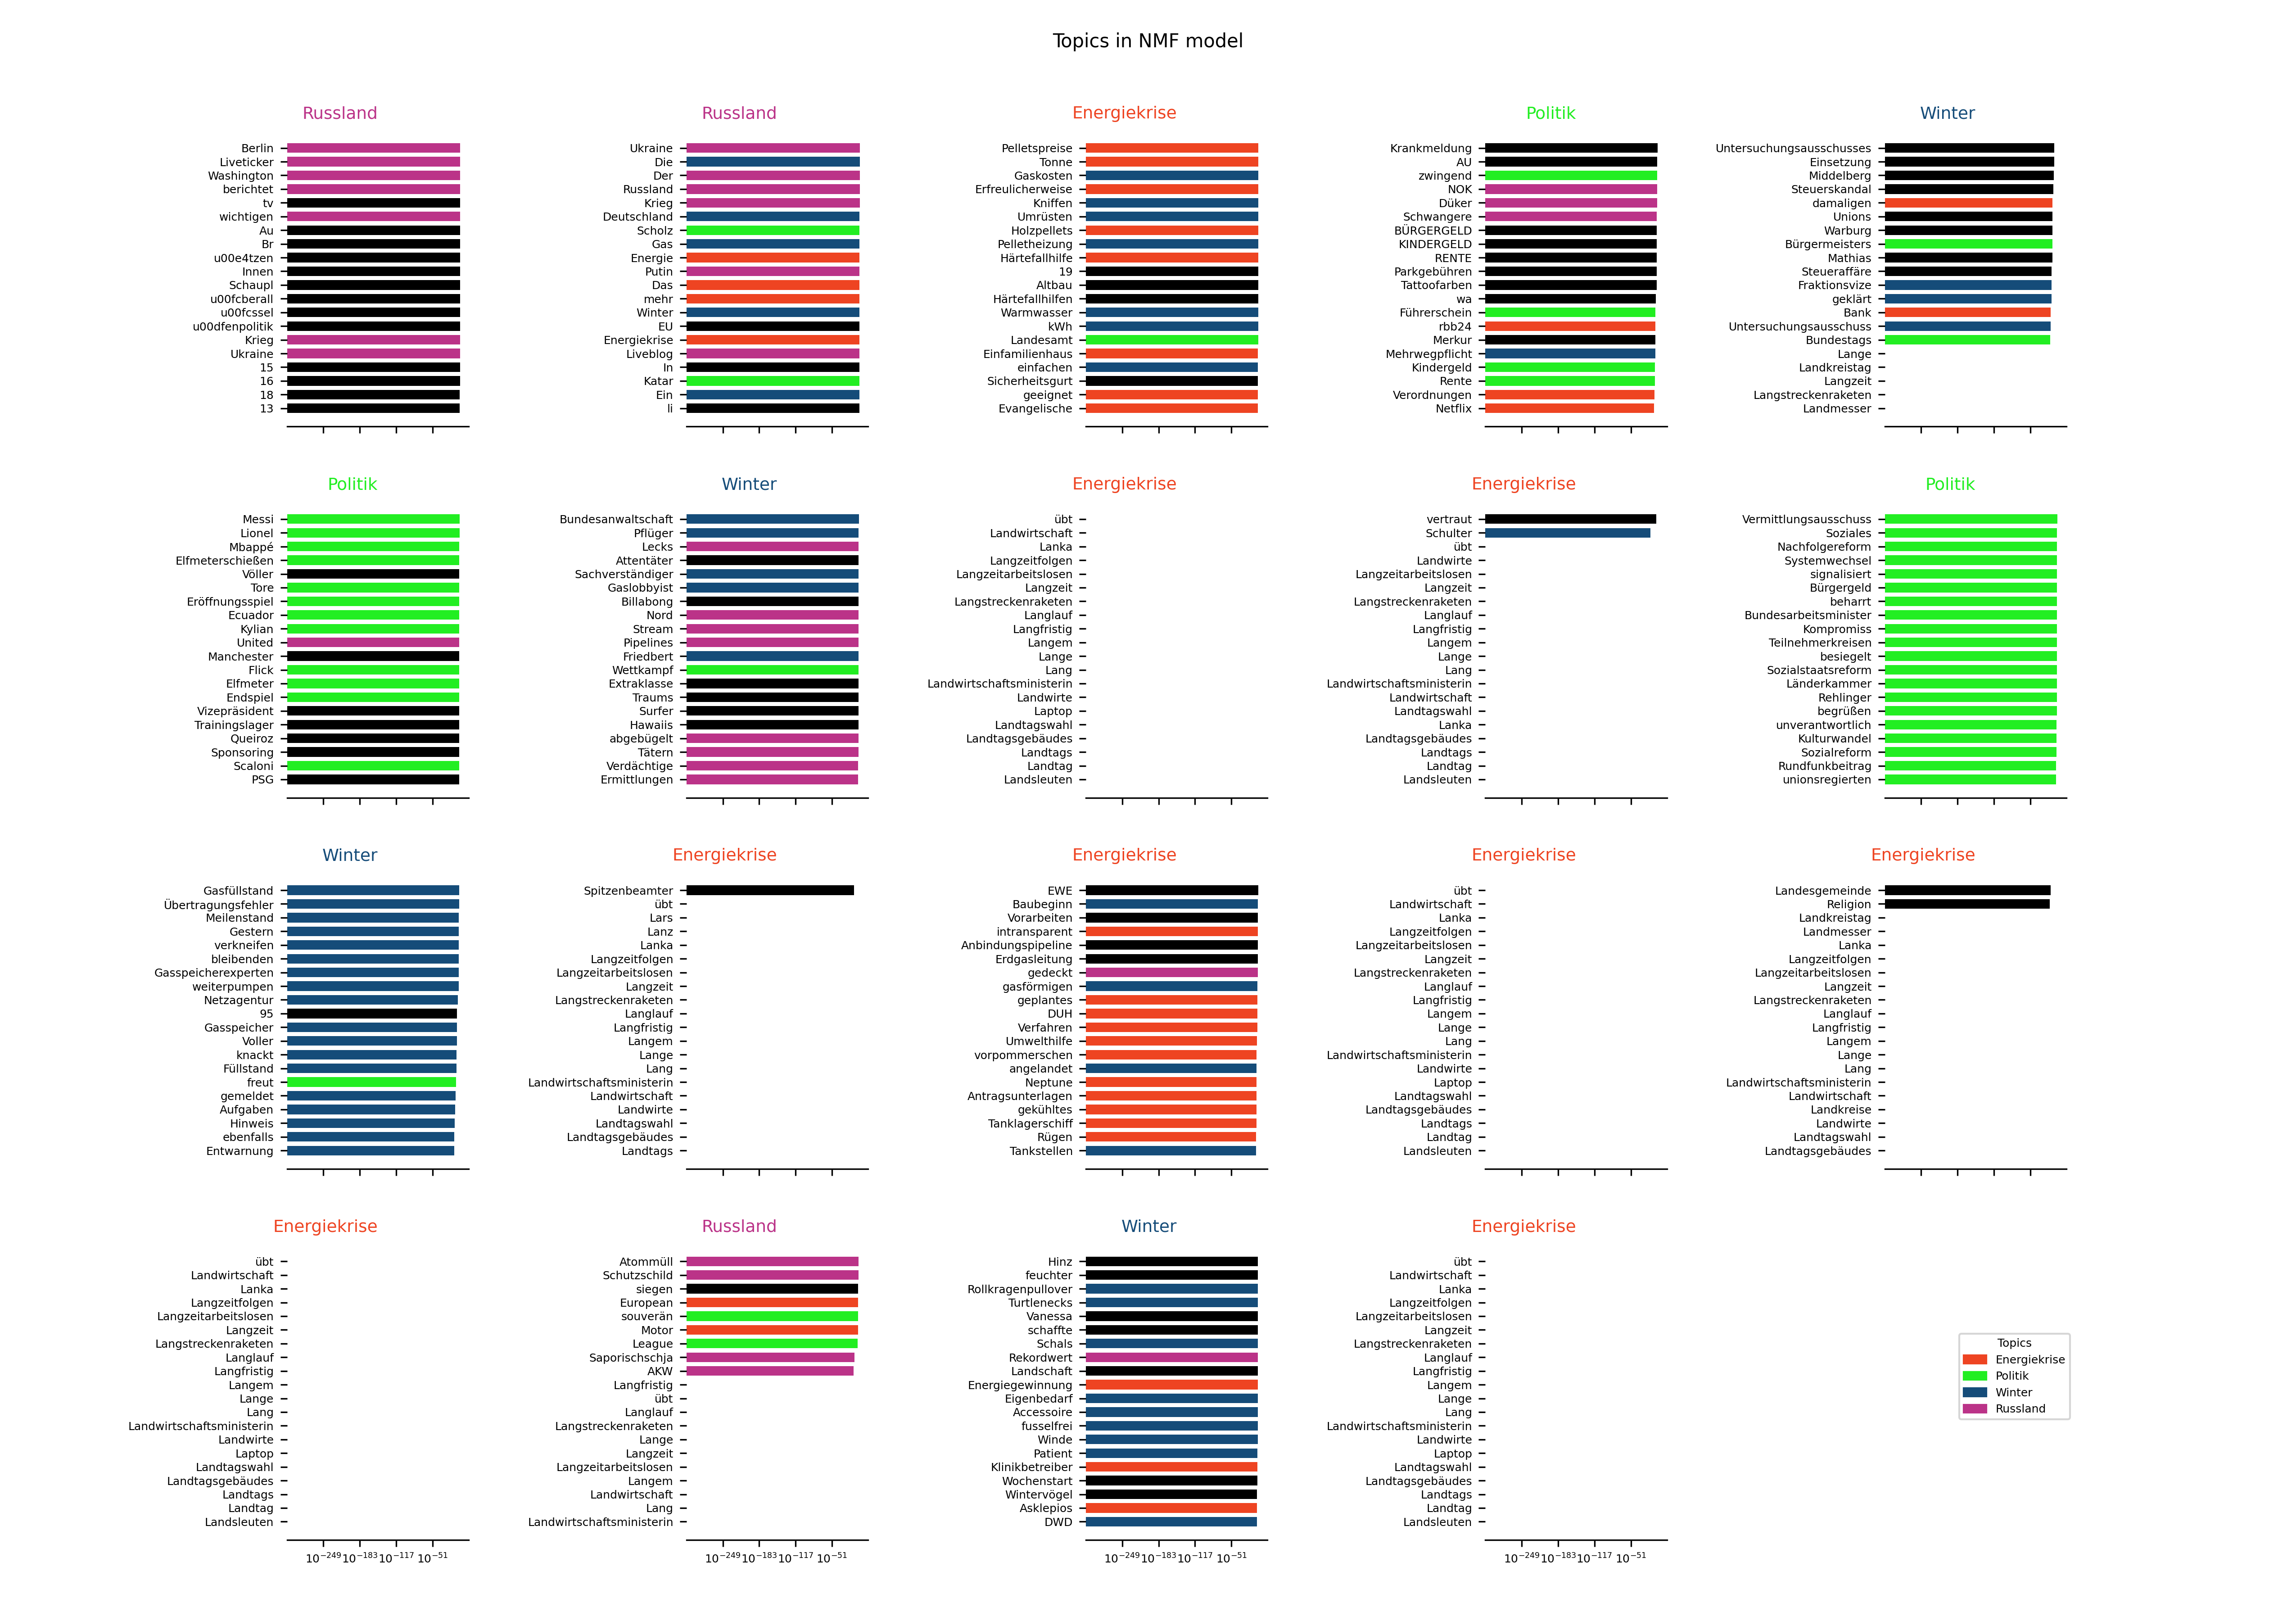 Topics in NMF model
Russland
Berlin
Liveticker
Washington
berichtet
tv
wichtigen
Au
Br
u00e4tzen
Innen
Schaupl
u00fcberall
u00fcssel
u00dfenpolitik
Krieg
Ukraine
15
16
18
13
Russland
Ukraine
Die
Der
Russland
Krieg
Deutschland
Scholz
Gas
Energie
Putin
Das
mehr
Winter
EU
Energiekrise
Liveblog
In
Katar
Ein
li
Energiekrise
Pelletspreise
Tonne
Gaskosten
Erfreulicherweise
Kniffen
Umrüsten
Holzpellets
Pelletheizung
Härtefallhilfe
19
Altbau
Härtefallhilfen
Warmwasser
kWh
Landesamt
Einfamilienhaus
einfachen
Sicherheitsgurt
geeignet
Evangelische
Politik
Krankmeldung
AU
zwingend
NOK
Düker
Schwangere
BÜRGERGELD
KINDERGELD
RENTE
Parkgebühren
Tattoofarben
wa
Führerschein
rbb24
Merkur
Mehrwegpflicht
Kindergeld
Rente
Verordnungen
Netflix
Winter
Untersuchungsausschusses
Einsetzung
Middelberg
Steuerskandal
damaligen
Unions
Warburg
Bürgermeisters
Mathias
Steueraffäre
Fraktionsvize
geklärt
Bank
Untersuchungsausschuss
Bundestags
Lange
Landkreistag
Langzeit
Langstreckenraketen
Landmesser
Politik
Messi
Lionel
Mbappé
Elfmeterschießen
Völler
Tore
Eröffnungsspiel
Ecuador
Kylian
United
Manchester
Flick
Elfmeter
Endspiel
Vizepräsident
Trainingslager
Queiroz
Sponsoring
Scaloni
PSG
Winter
Bundesanwaltschaft
Pflüger
Lecks
Attentäter
Sachverständiger
Gaslobbyist
Billabong
Nord
Stream
Pipelines
Friedbert
Wettkampf
Extraklasse
Traums
Surfer
Hawaiis
abgebügelt
Tätern
Verdächtige
Ermittlungen
Energiekrise
übt
Landwirtschaft
Lanka
Langzeitfolgen
Langzeitarbeitslosen
Langzeit
Langstreckenraketen
Langlauf
Langfristig
Langem
Lange
Lang
Landwirtschaftsministerin
Landwirte
Laptop
Landtagswahl
Landtagsgebäudes
Landtags
Landtag
Landsleuten
Energiekrise
vertraut
Schulter
übt
Landwirte
Langzeitarbeitslosen
Langzeit
Langstreckenraketen
Langlauf
Langfristig
Langem
Lange
Lang
Landwirtschaftsministerin
Landwirtschaft
Landtagswahl
Lanka
Landtagsgebäudes
Landtags
Landtag
Landsleuten
Politik
Vermittlungsausschuss
Soziales
Nachfolgereform
Systemwechsel
signalisiert
Bürgergeld
beharrt
Bundesarbeitsminister
Kompromiss
Teilnehmerkreisen
besiegelt
Sozialstaatsreform
Länderkammer
Rehlinger
begrüßen
unverantwortlich
Kulturwandel
Sozialreform
Rundfunkbeitrag
unionsregierten
Winter
Gasfüllstand
Übertragungsfehler
Meilenstand
Gestern
verkneifen
bleibenden
Gasspeicherexperten
weiterpumpen
Netzagentur
95
Gasspeicher
Voller
knackt
Füllstand
freut
gemeldet
Aufgaben
Hinweis
ebenfalls
Entwarnung
Energiekrise
Spitzenbeamter
übt
Lars
Lanz
Lanka
Langzeitfolgen
Langzeitarbeitslosen
Langzeit
Langstreckenraketen
Langlauf
Langfristig
Langem
Lange
Lang
Landwirtschaftsministerin
Landwirtschaft
Landwirte
Landtagswahl
Landtagsgebäudes
Landtags
Energiekrise
EWE
Baubeginn
Vorarbeiten
intransparent
Anbindungspipeline
Erdgasleitung
gedeckt
gasförmigen
geplantes
DUH
Verfahren
Umwelthilfe
vorpommerschen
angelandet
Neptune
Antragsunterlagen
gekühltes
Tanklagerschiff
Rügen
Tankstellen
Energiekrise
übt
Landwirtschaft
Lanka
Langzeitfolgen
Langzeitarbeitslosen
Langzeit
Langstreckenraketen
Langlauf
Langfristig
Langem
Lange
Lang
Landwirtschaftsministerin
Landwirte
Laptop
Landtagswahl
Landtagsgebäudes
Landtags
Landtag
Landsleuten
Energiekrise
Landesgemeinde
Religion
Landkreistag
Landmesser
Lanka
Langzeitfolgen
Langzeitarbeitslosen
Langzeit
Langstreckenraketen
Langlauf
Langfristig
Langem
Lange
Lang
Landwirtschaftsministerin
Landwirtschaft
Landkreise
Landwirte
Landtagswahl
Landtagsgebäudes
Energiekrise
übt
Landwirtschaft
Lanka
Langzeitfolgen
Langzeitarbeitslosen
Langzeit
Langstreckenraketen
Langlauf
Langfristig
Langem
Lange
Lang
Landwirtschaftsministerin
Landwirte
Laptop
Landtagswahl
Landtagsgebäudes
Landtags
Landtag
Landsleuten
10^-249 10^-183 10^-117 10^-51
Russland
Atommüll
Schutzschild
siegen
European
souverän
Motor
League
Saporischschja
AKW
Langfristig
übt
Langlauf
Langstreckenraketen
Lange
Langzeit
Langzeitarbeitslosen
Langem
Landwirtschaft
Lang
Landwirtschaftsministerin
10^-249 10^-183 10^-117 10^-51
Winter
Hinz
feuchter
Rollkragenpullover
Turtlenecks
Vanessa
schaffte
Schals
Rekordwert
Landschaft
Energiegewinnung
Eigenbedarf
Accessoire
fusselfrei
Winde
Patient
Klinikbetreiber
Wochenstart
Wintervögel
Asklepios
DWD
10^-249 10^-183 10^-117 10^-51
Energiekrise
übt
Landwirtschaft
Lanka
Langzeitfolgen
Langzeitarbeitslosen
Langzeit
Langstreckenraketen
Langlauf
Langfristig
Langem
Lange
Lang
Landwirtschaftsministerin
Landwirte
Laptop
Landtagswahl
Landtagsgebäudes
Landtags
Landtag
Landsleuten
10^-249 10^-183 10^-117 10^-51
Topics
Energiekrise
Politik
Winter
Russland